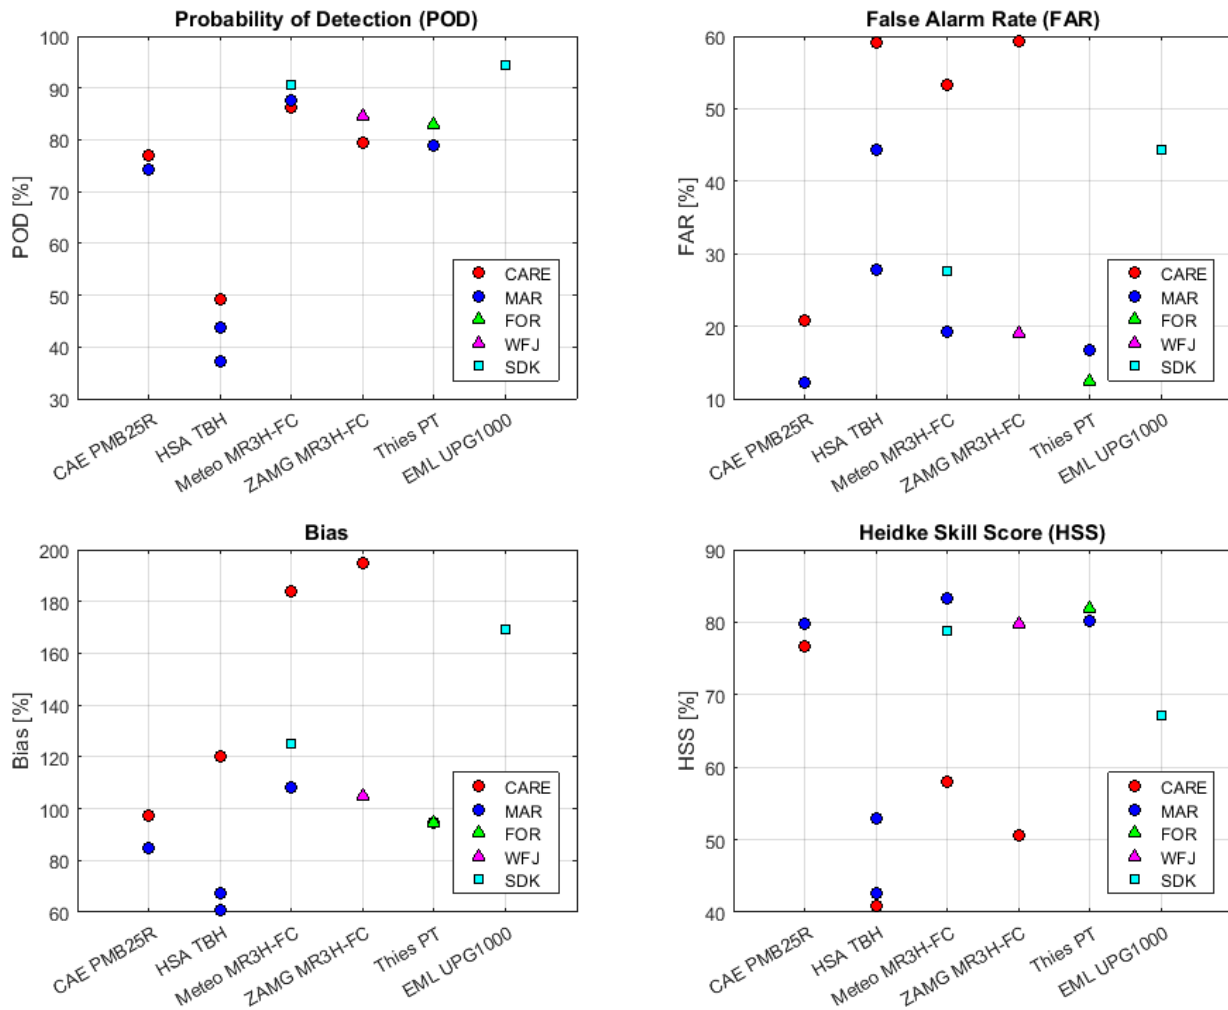 Probability of Detection (POD)
100
90
80
70
60
50
40
30
POD [%]
CARE
MAR
FOR
WFJ
SDK
CAE PMB25R
HSA TBH
Meteo MR3H-FC
ZAMG MR3H-FC
Thies PT
EML UPG1000
False Alarm Rate (FAR)
60
50
40
30
20
10
FAR [%]
CARE
MAR
FOR
WFJ
SDK
CAE PMB25R
HSA TBH
Meteo MR3H-FC
ZAMG MR3H-FC
Thies PT
EML UPG1000
Bias
200
180
160
140
120
100
80
60
Bias [%]
CARE
MAR
FOR
WFJ
SDK
CAE PMB25R
HSA TBH
Meteo MR3H-FC
ZAMG MR3H-FC
Thies PT
EML UPG1000
Heidke Skill Score (HSS)
90
80
70
60
50
40
HSS [%]
CARE
MAR
FOR
WFJ
SDK
CAE PMB25R
HSA TBH
Meteo MR3H-FC
ZAMG MR3H-FC
Thies PT
EML UPG1000